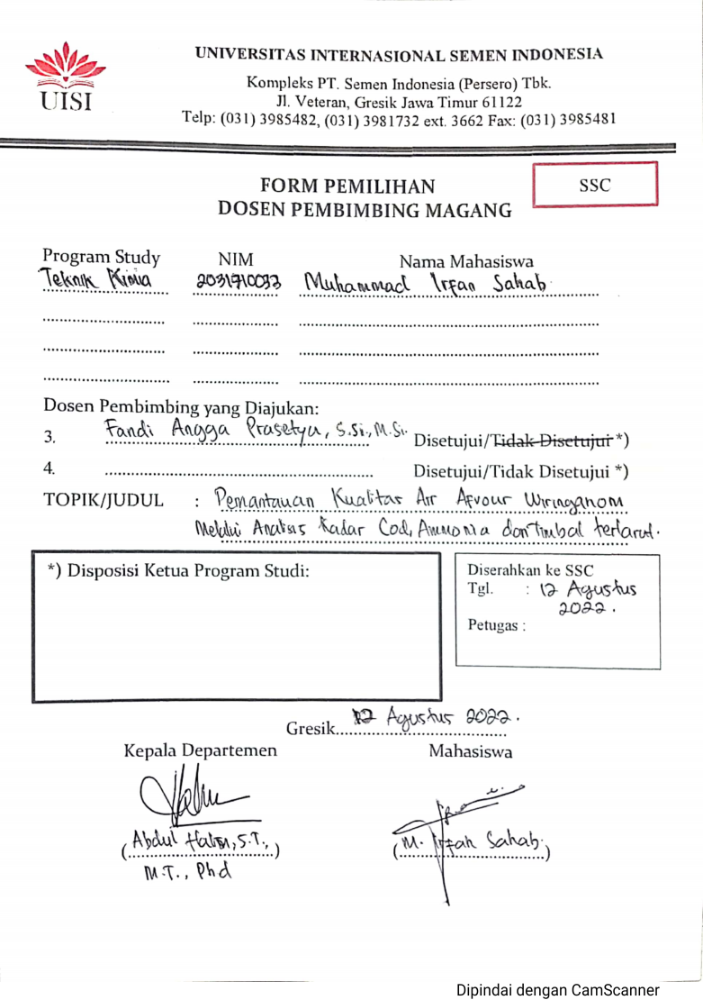 UISI
UNIVERSITAS INTERNASIONAL SEMEN INDONESIA
Kompleks PT. Semen Indonesia (Persero) Tbk.
Jl. Veteran, Gresik Jawa Timur 61122
Telp: (031) 3985482, (031) 3981732 ext. 3662 Fax: (031) 3985481
FORM PEMILIHAN
DOSEN PEMBIMBING MAGANG
SSC
Program Study NIM Nama Mahasiswa
Teknik Kimia 2031710033 Muhammad Irfan Sahab
Dosen Pembimbing yang Diajukan:
3. Fandi Angga Prasetya, S.Si., M.Si. Disetujui/Tidak Disetujui *)
4. Disetujui/Tidak Disetujui *)
TOPIK/JUDUL : Pemantauan Kualitas Air Afvour Wiringanom
Melalui Analisis Kadar Cod, Ammonia dan timbal terlarut.
*) Disposisi Ketua Program Studi:
Diserahkan ke SSC
Tgl. : 12 Agustus
2022.
Petugas :
Gresik, 12 Agustus 2022.
Kepala Departemen Mahasiswa
(Abdul Halim, S.T.,) (M. Irfan Sahab)
M.T., Phd
Dipindai dengan CamScanner